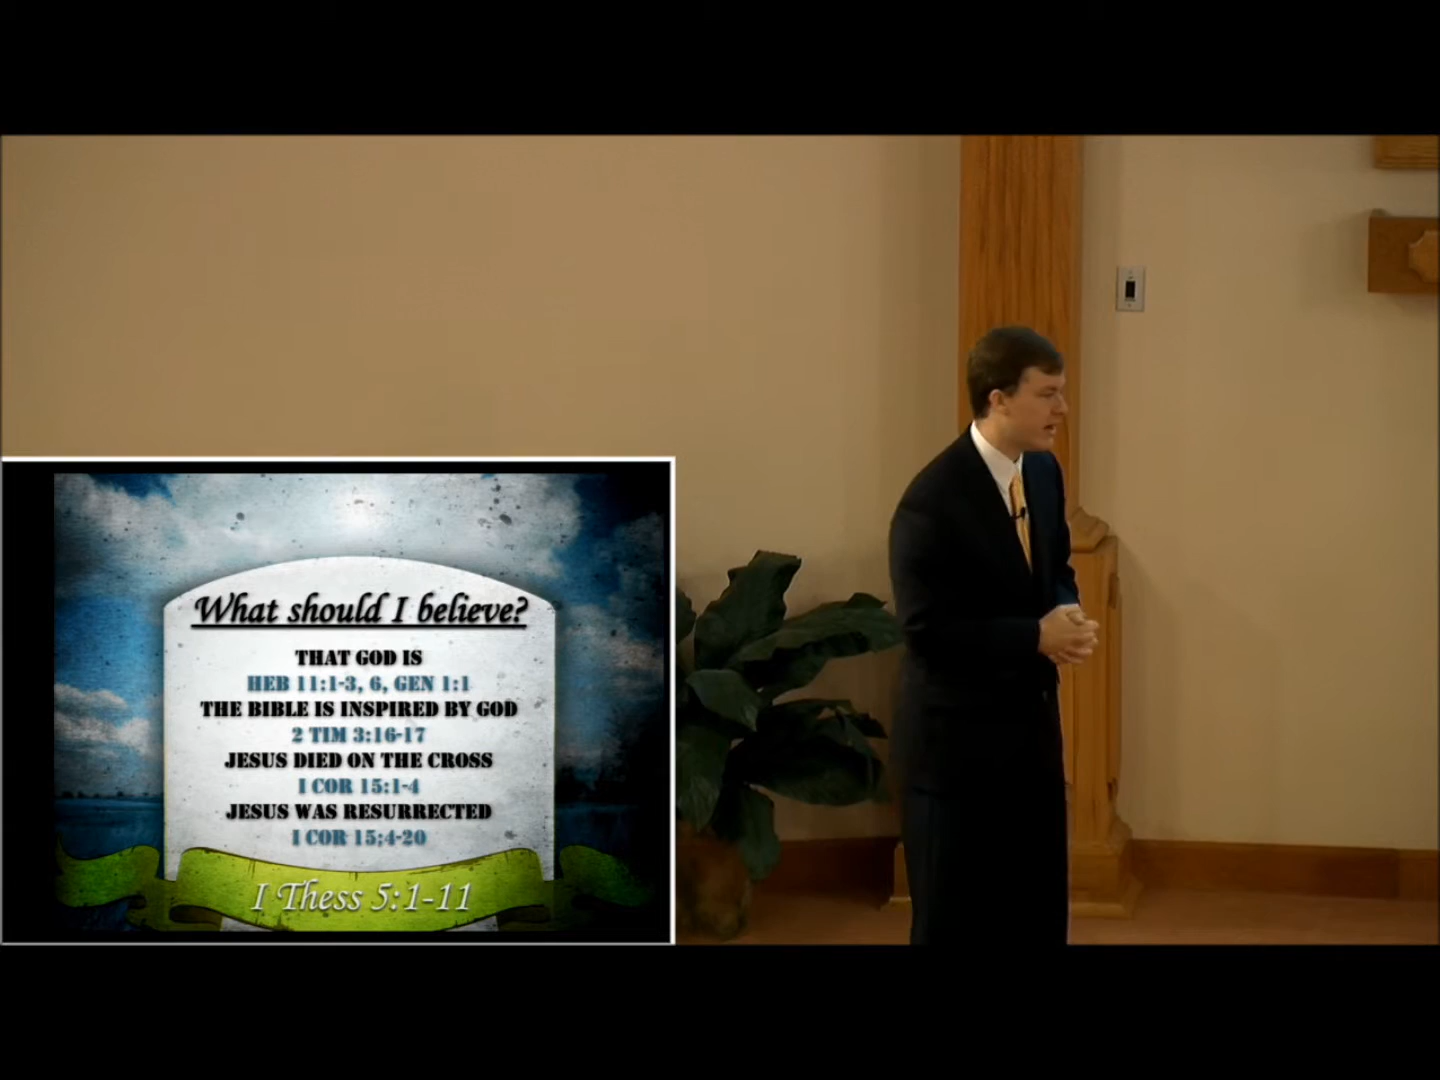 What should I believe?
THAT GOD IS
HEB 11:1-3, 6, GEN 1:1
THE BIBLE IS INSPIRED BY GOD
2 TIM 3:16-17
JESUS DIED ON THE CROSS
I COR 15:1-4
JESUS WAS RESURRECTED
I COR 15;4-20
I Thess 5:1-11